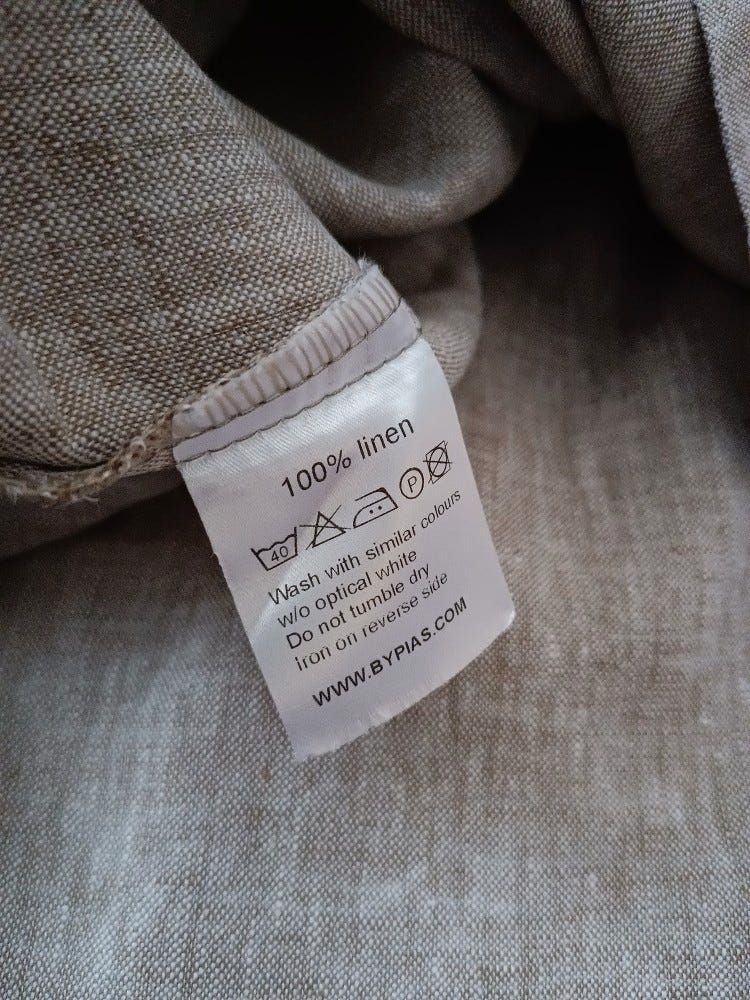 100% linen
40 P
Wash with similar colours
w/o optical white
Do not tumble dry
Iron on reverse side
WWW.BYPIAS.COM